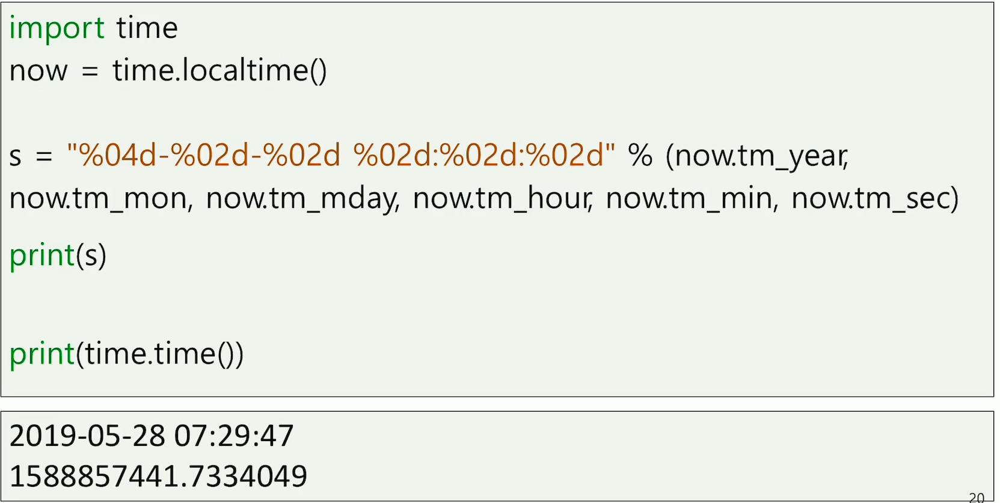 import time
now = time.localtime()
s = "%04d-%02d-%02d %02d:%02d:%02d" % (now.tm_year,
now.tm_mon, now.tm_mday, now.tm_hour, now.tm_min, now.tm_sec)
print(s)
print(time.time())
2019-05-28 07:29:47
1588857441.7334049
20